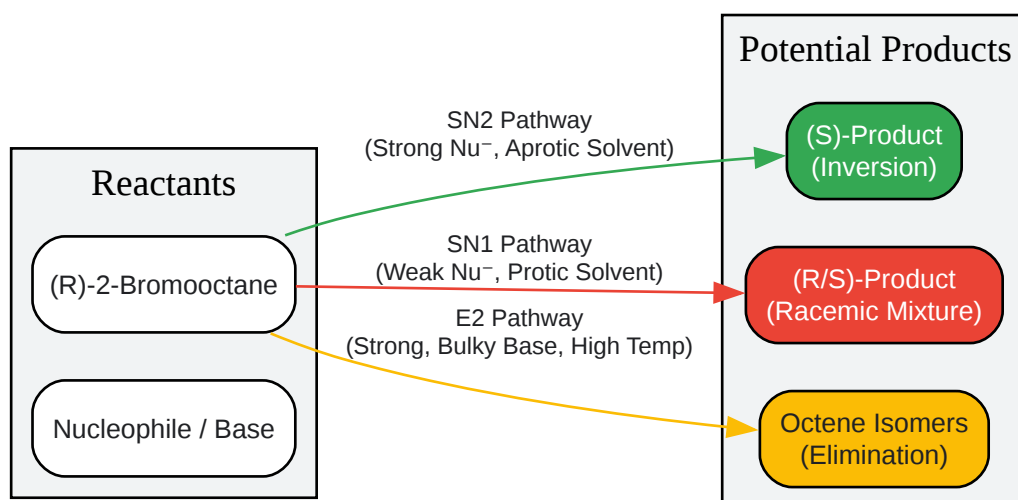 Reactants
(R)-2-Bromooctane
Nucleophile / Base
SN2 Pathway
(Strong Nu⁻, Aprotic Solvent)
SN1 Pathway
(Weak Nu⁻, Protic Solvent)
E2 Pathway
(Strong, Bulky Base, High Temp)
Potential Products
(S)-Product
(Inversion)
(R/S)-Product
(Racemic Mixture)
Octene Isomers
(Elimination)